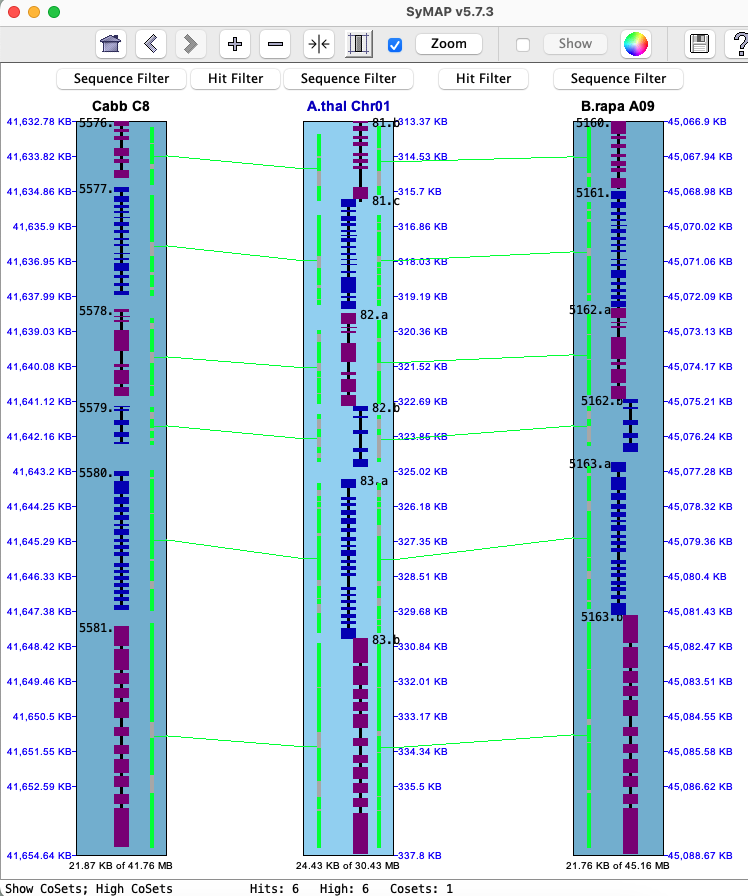 SyMAP v5.7.3
Zoom
Show
?
Sequence Filter Hit Filter Sequence Filter Hit Filter Sequence Filter
Cabb C8 A.thal Chr01 B.rapa A09
41,632.78 KB 5576. 81.b 313.37 KB 5160. 45,066.9 KB
41,633.82 KB 314.53 KB 45,067.94 KB
41,634.86 KB 5577. 315.7 KB 5161. 45,068.98 KB
81.c
41,635.9 KB 316.86 KB 45,070.02 KB
41,636.95 KB 318.03 KB 45,071.06 KB
41,637.99 KB 319.19 KB 45,072.09 KB
5578. 82.a 5162.a
41,639.03 KB 320.36 KB 45,073.13 KB
41,640.08 KB 321.52 KB 45,074.17 KB
41,641.12 KB 322.69 KB 5162.b 45,075.21 KB
5579. 82.b
41,642.16 KB 323.85 KB 45,076.24 KB
5163.a
41,643.2 KB 5580. 325.02 KB 45,077.28 KB
83.a
41,644.25 KB 326.18 KB 45,078.32 KB
41,645.29 KB 327.35 KB 45,079.36 KB
41,646.33 KB 328.51 KB 45,080.4 KB
41,647.38 KB 329.68 KB 45,081.43 KB
5163.b
5581. 83.b
41,648.42 KB 330.84 KB 45,082.47 KB
41,649.46 KB 332.01 KB 45,083.51 KB
41,650.5 KB 333.17 KB 45,084.55 KB
41,651.55 KB 334.34 KB 45,085.58 KB
41,652.59 KB 335.5 KB 45,086.62 KB
41,654.64 KB 337.8 KB 45,088.67 KB
21.87 KB of 41.76 MB 24.43 KB of 30.43 MB 21.76 KB of 45.16 MB
Show CoSets; High CoSets Hits: 6 High: 6 Cosets: 1